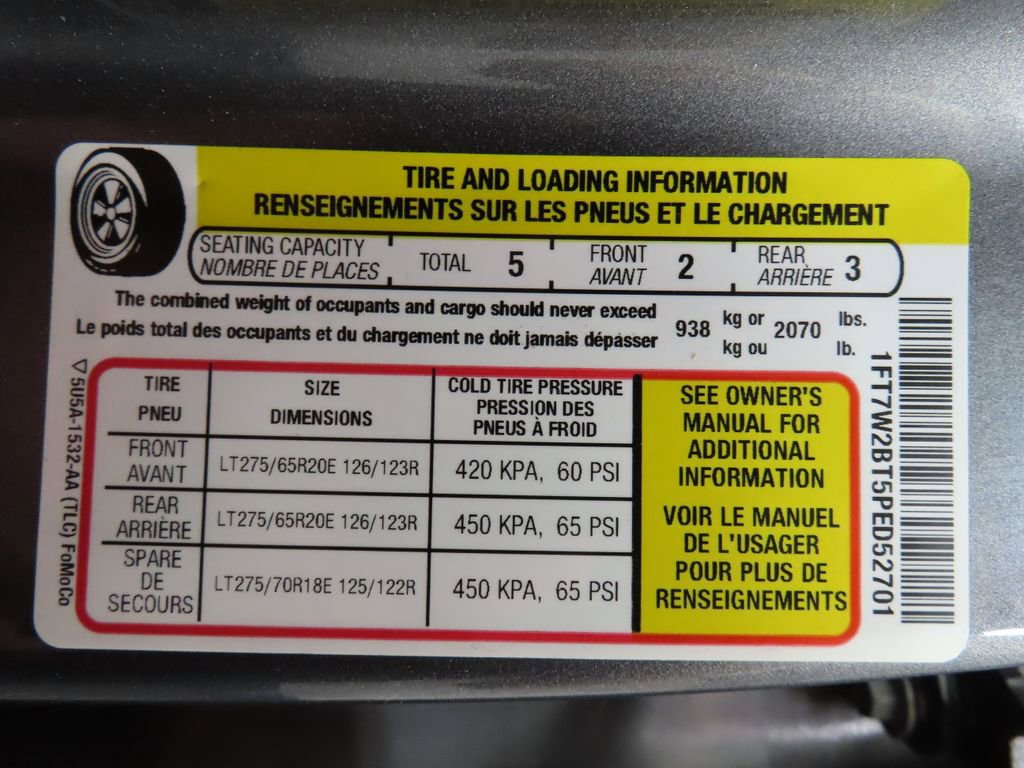 TIRE AND LOADING INFORMATION
RENSEIGNEMENTS SUR LES PNEUS ET LE CHARGEMENT
SEATING CAPACITY TOTAL 5 FRONT 2 REAR 3
NOMBRE DE PLACES AVANT ARRIÈRE
The combined weight of occupants and cargo should never exceed 938 kg or 2070 lbs.
Le poids total des occupants et du chargement ne doit jamais dépasser kg ou lb.
TIRE SIZE COLD TIRE PRESSURE
PNEU DIMENSIONS PRESSION DES
PNEUS À FROID
FRONT
AVANT LT275/65R20E 126/123R 420 KPA, 60 PSI
REAR
ARRIÈRE LT275/65R20E 126/123R 450 KPA, 65 PSI
SPARE
DE
SECOURS LT275/70R18E 125/122R 450 KPA, 65 PSI
SEE OWNER'S
MANUAL FOR
ADDITIONAL
INFORMATION
VOIR LE MANUEL
DE L'USAGER
POUR PLUS DE
RENSEIGNEMENTS
5U5A-1532-AA (TLC) FoMoCo
1FT7W2BT5PED52701